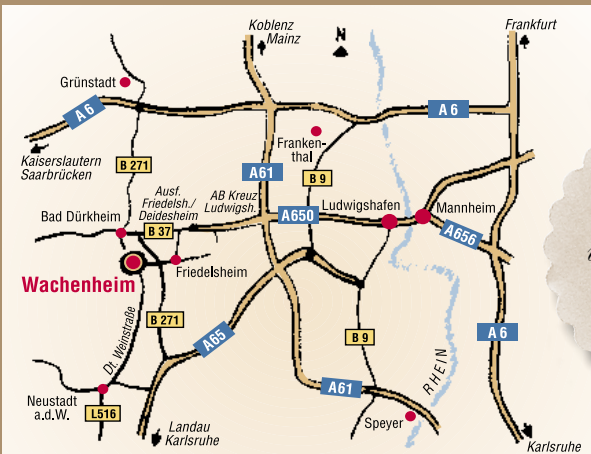 Koblenz
Mainz
N
Frankfurt
Grünstadt
A 6
A 6
Kaiserslautern
Saarbrücken
Franken-
thal
B 271
A61
B 9
Ausf.
Friedelsh./
Deidesheim
AB Kreuz
Ludwigsh.
Bad Dürkheim
B 37
A650
Ludwigshafen
Mannheim
A656
Friedelsheim
Wachenheim
B 271
A65
B 9
A 6
Dt. Weinstraße
RHEIN
A61
Neustadt
a.d.W.
L516
Landau
Karlsruhe
Speyer
Karlsruhe